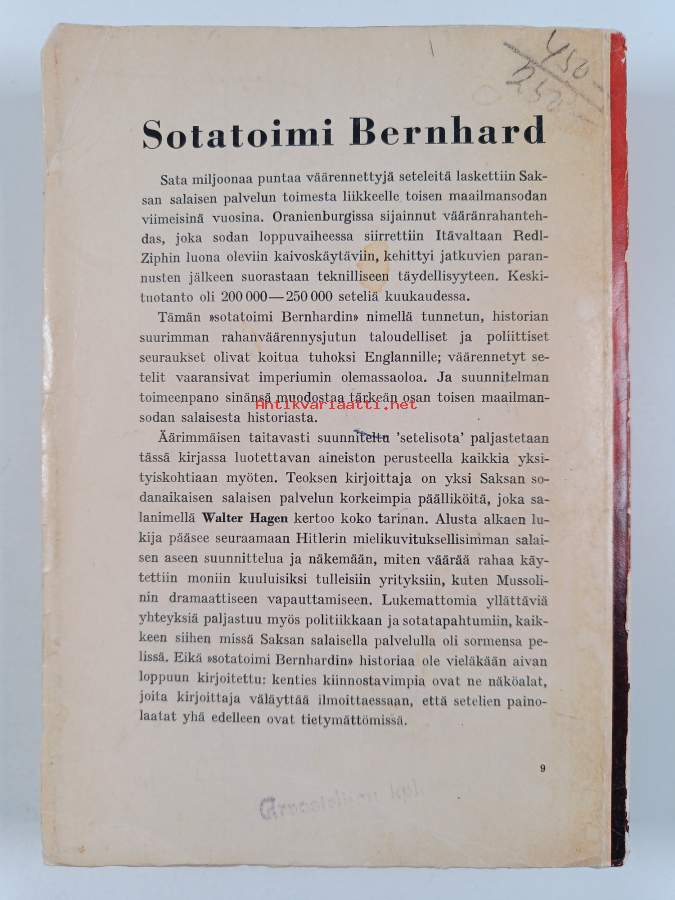 450
250
Sotatoimi Bernhard
Sata miljoonaa puntaa väärennettyjä seteleitä laskettiin Sak-
san salaisen palvelun toimesta liikkeelle toisen maailmansodan
viimeisinä vuosina. Oranienburgissa sijainnut vääränrahanteh-
das, joka sodan loppuvaiheessa siirrettiin Itävaltaan Redl-
Ziphin luona oleviin kaivoskäytäviin, kehittyi jatkuvien paran-
nusten jälkeen suorastaan teknilliseen täydellisyyteen. Keski-
tuotanto oli 200 000—250 000 seteliä kuukaudessa.
Tämän »sotatoimi Bernhardin» nimellä tunnetun, historian
suurimman rahanväärennysjutun taloudelliset ja poliittiset
seuraukset olivat koitua tuhoksi Englannille; väärennetyt se-
telit vaaransivat imperiumin olemassaoloa. Ja suunnitelman
toimeenpano sinänsä muodostaa tärkeän osan toisen maailman-
Antikvariaatti.net
sodan salaisesta historiasta.
Äärimmäisen taitavasti suunniteltu 'setelisota' paljastetaan
tässä kirjassa luotettavan aineiston perusteella kaikkia yksi-
tyiskohtiaan myöten. Teoksen kirjoittaja on yksi Saksan so-
danaikaisen salaisen palvelun korkeimpia päälliköitä, joka sa-
lanimellä Walter Hagen kertoo koko tarinan. Alusta alkaen lu-
kija pääsee seuraamaan Hitlerin mielikuvituksellisimman salai-
sen aseen suunnittelua ja näkemään, miten väärää rahaa käy-
tettiin moniin kuuluisiksi tulleisiin yrityksiin, kuten Mussoli-
nin dramaattiseen vapauttamiseen. Lukemattomia yllättäviä
yhteyksiä paljastuu myös politiikkaan ja sotatapahtumiin, kaik-
keen siihen missä Saksan salaisella palvelulla oli sormensa pe-
lissä. Eikä »sotatoimi Bernhardin» historiaa ole vieläkään aivan
loppuun kirjoitettu: kenties kiinnostavimpia ovat ne näköalat,
joita kirjoittaja väläyttää ilmoittaessaan, että setelien paino-
laatat yhä edelleen ovat tietymättömissä.
9